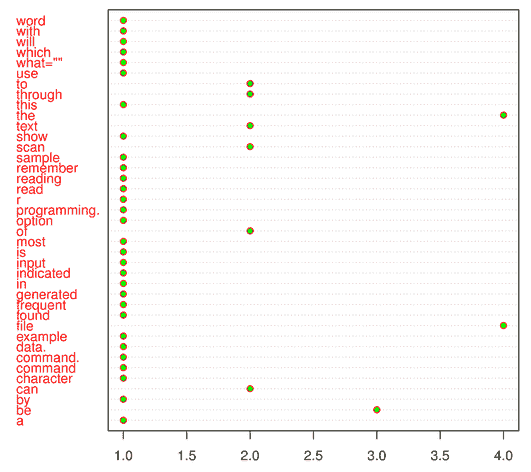 word
with
will
which
what=""
use
to
through
this
the
text
show
scan
sample
remember
reading
read
r
programming.
option
of
most
is
input
indicated
in
generated
frequent
found
file
example
data.
command.
command
character
can
by
be
a
1.0 1.5 2.0 2.5 3.0 3.5 4.0